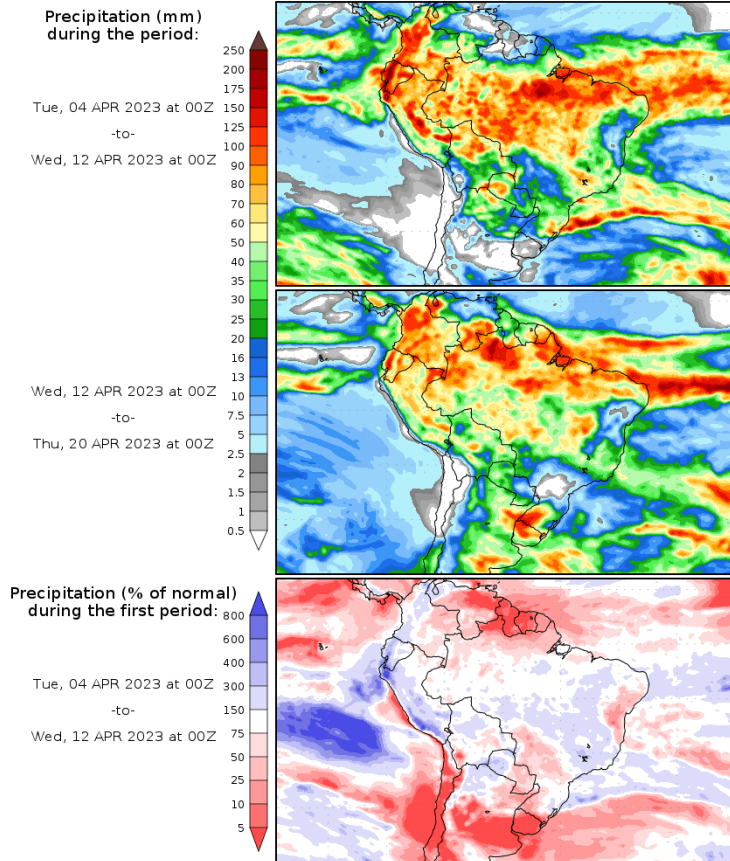 Precipitation (mm)
during the period:
Tue, 04 APR 2023 at 00Z
-to-
Wed, 12 APR 2023 at 00Z
250
200
175
150
125
100
90
80
70
60
50
40
35
30
25
20
16
13
10
7.5
5
2.5
2
1.5
1
0.5
Wed, 12 APR 2023 at 00Z
-to-
Thu, 20 APR 2023 at 00Z
Precipitation (% of normal)
during the first period:
Tue, 04 APR 2023 at 00Z
-to-
Wed, 12 APR 2023 at 00Z
800
600
400
300
150
75
50
25
10
5